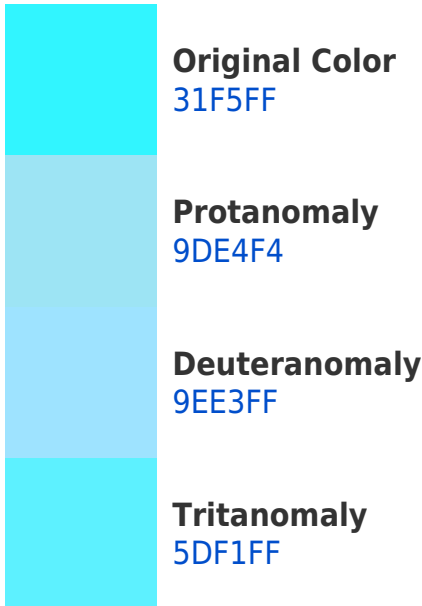 Original Color
31F5FF
Protanomaly
9DE4F4
Deuteranomaly
9EE3FF
Tritanomaly
5DF1FF